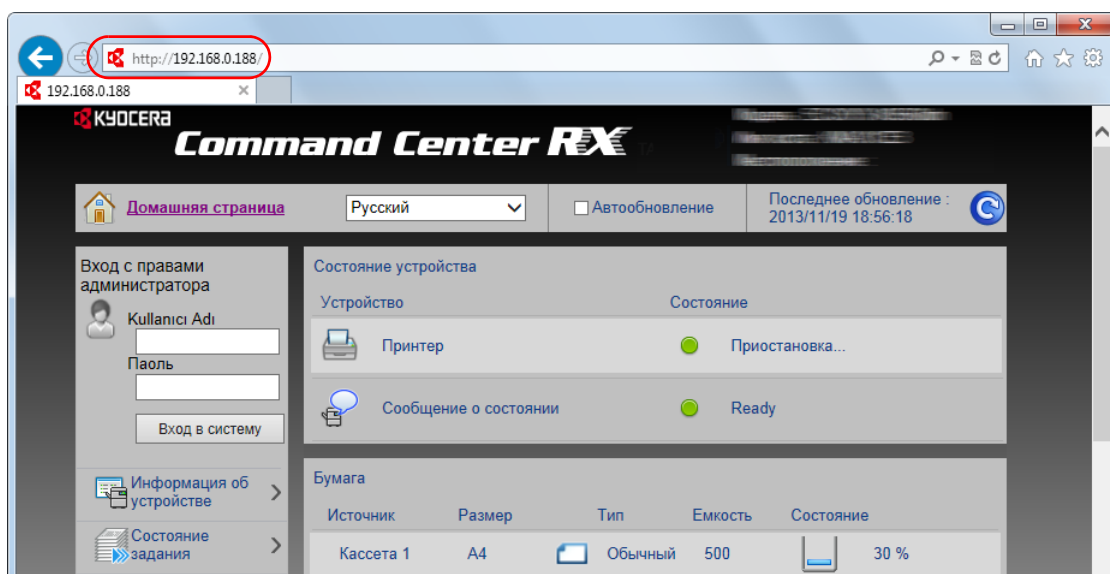 http://192.168.0.188/
192.168.0.188
KYOCERA
Command Center RX
Домашняя страница
Русский
Автообновление
Последнее обновление :
2013/11/19 18:56:18
Вход с правами
администратора
Kullanıcı Adı
Паоль
Вход в систему
Информация об
устройстве
Состояние
задания
Состояние устройства
Устройство Состояние
Принтер Приостановка...
Сообщение о состоянии Ready
Бумага
Источник Размер Тип Емкость Состояние
Кассета 1 A4 Обычный 500 30 %